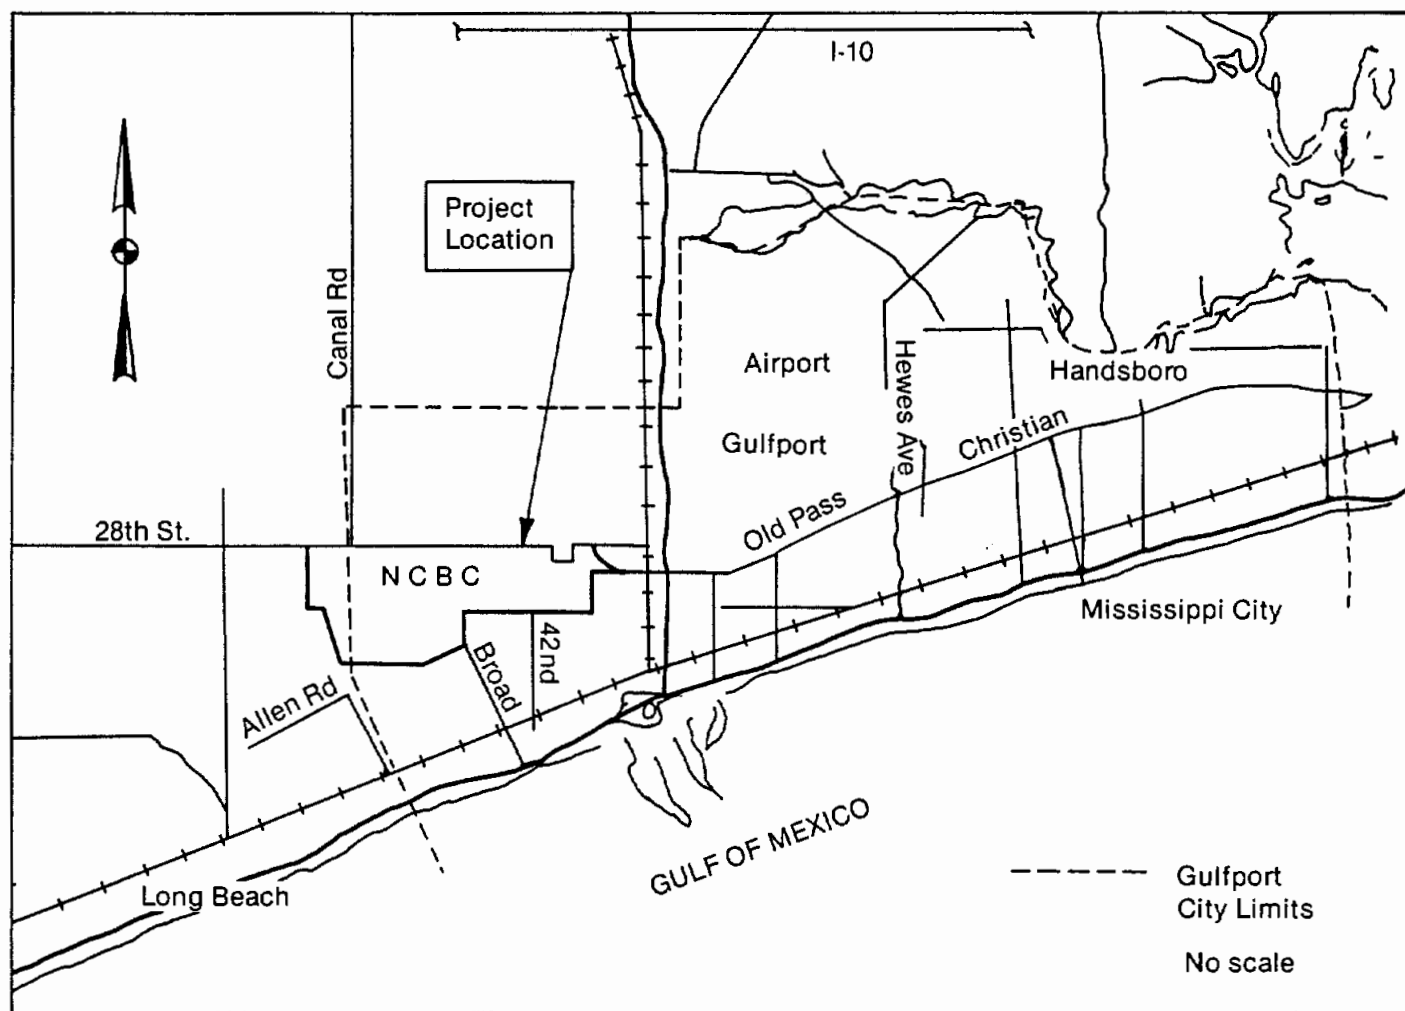 I-10
Project
Location
Canal Rd
Airport
Hewes Ave
Handsboro
Gulfport
Christian
Old Pass
28th St.
N C B C
Mississippi City
42nd
Broad
Allen Rd
GULF OF MEXICO
Long Beach
Gulfport
City Limits
No scale